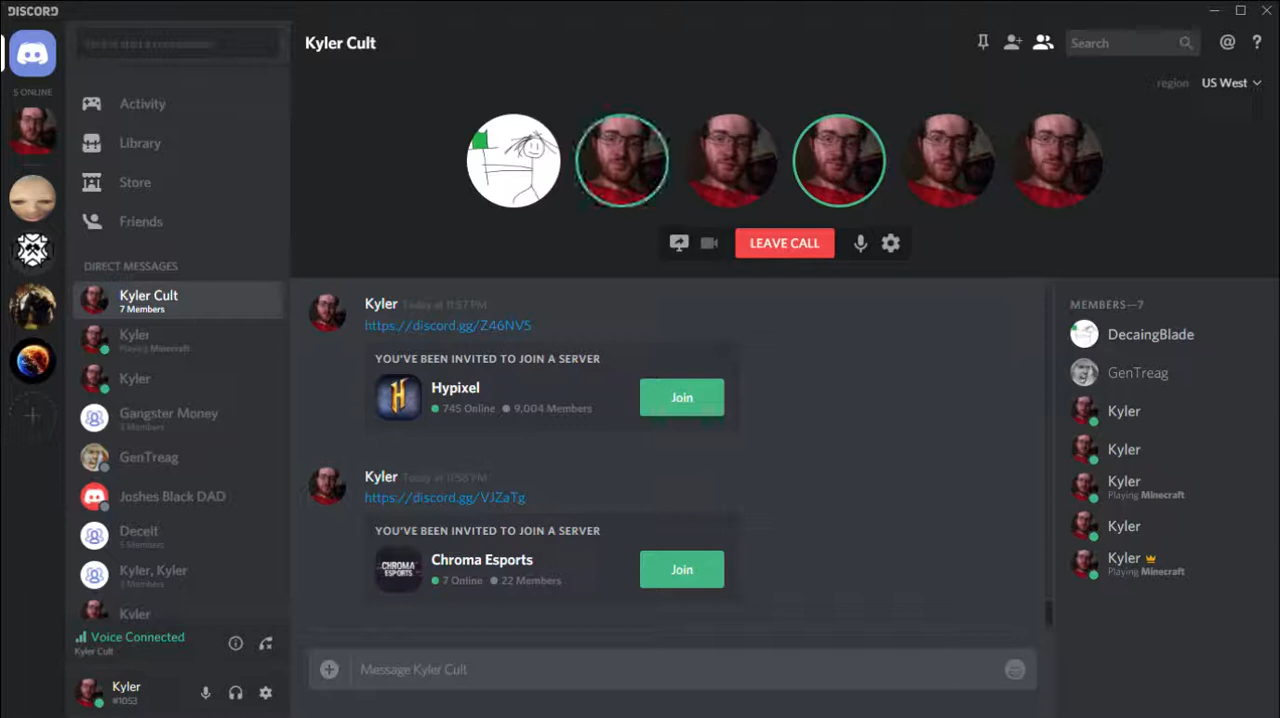 DISCORD
5 ONLINE
Activity
Library
Store
Friends
DIRECT MESSAGES
Kyler Cult
7 Members
Kyler
Playing Minecraft
Kyler
Gangster Money
3 Members
GenTreag
Joshes Black DAD
Deceit
5 Members
Kyler, Kyler
3 Members
Kyler
Voice Connected
Kyler Cult
Kyler
#1053
Kyler Cult
Search
region US West
LEAVE CALL
Kyler Today at 11:57 PM
https://discord.gg/Z46NVS
YOU'VE BEEN INVITED TO JOIN A SERVER
Hypixel
745 Online 9,004 Members
Join
Kyler Today at 11:58 PM
https://discord.gg/VJZaTg
YOU'VE BEEN INVITED TO JOIN A SERVER
CHROMA
ESPORTS
Chroma Esports
7 Online 22 Members
Join
Message Kyler Cult
MEMBERS—7
DecaingBlade
GenTreag
Kyler
Kyler
Kyler
Playing Minecraft
Kyler
Kyler
Playing Minecraft